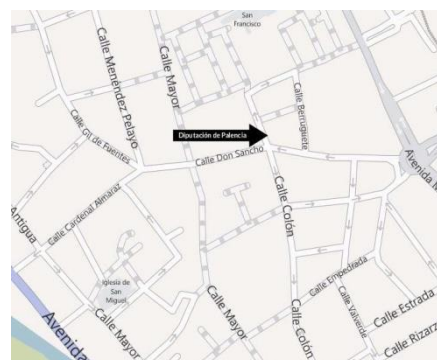 San
Francisco
Calle Menéndez Pelayo
Calle Mayor
Calle Berruguete
Diputación de Palencia
Calle Gil de Fuentes
Calle Don Sancho
Avenida
Calle Colón
Calle Cardenal Almaraz
Antigua
Iglesia de
San
Miguel
Calle Empedrada
Calle Valverde
Calle Estrada
Calle Rizarz
Avenida
Calle Mayor
Calle Mayor
Calle Colón